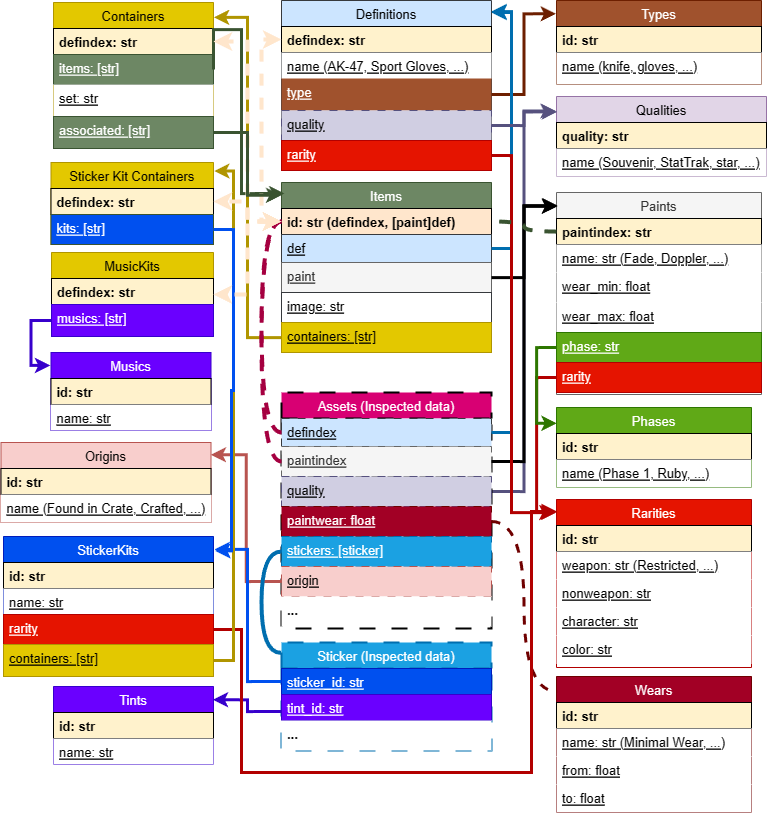 Containers
defindex: str
items: [str]
set: str
associated: [str]
Sticker Kit Containers
defindex: str
kits: [str]
MusicKits
defindex: str
musics: [str]
Musics
id: str
name: str
Origins
id: str
name (Found in Crate, Crafted, ...)
StickerKits
id: str
name: str
rarity
containers: [str]
Tints
id: str
name: str
Definitions
defindex: str
name (AK-47, Sport Gloves, ...)
type
quality
rarity
Items
id: str (defindex, [paint]def)
def
paint
image: str
containers: [str]
Assets (Inspected data)
defindex
paintindex
quality
paintwear: float
stickers: [sticker]
origin
...
Sticker (Inspected data)
sticker_id: str
tint_id: str
...
Types
id: str
name (knife, gloves, ...)
Qualities
quality: str
name (Souvenir, StatTrak, star, ...)
Paints
paintindex: str
name: str (Fade, Doppler, ...)
wear_min: float
wear_max: float
phase: str
rarity
Phases
id: str
name (Phase 1, Ruby, ...)
Rarities
id: str
weapon: str (Restricted, ...)
nonweapon: str
character: str
color: str
Wears
id: str
name: str (Minimal Wear, ...)
from: float
to: float